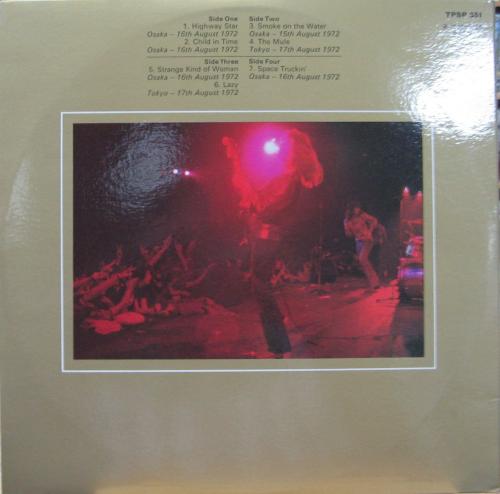 Side One
1. Highway Star
Osaka – 15th August 1972
2. Child in Time
Osaka – 16th August 1972
Side Two
3. Smoke on the Water
Osaka – 15th August 1972
4. The Mule
Tokyo – 17th August 1972
Side Three
5. Strange Kind of Woman
Osaka – 16th August 1972
6. Lazy
Tokyo – 17th August 1972
Side Four
7. Space Truckin'
Osaka – 16th August 1972
TPSP 351